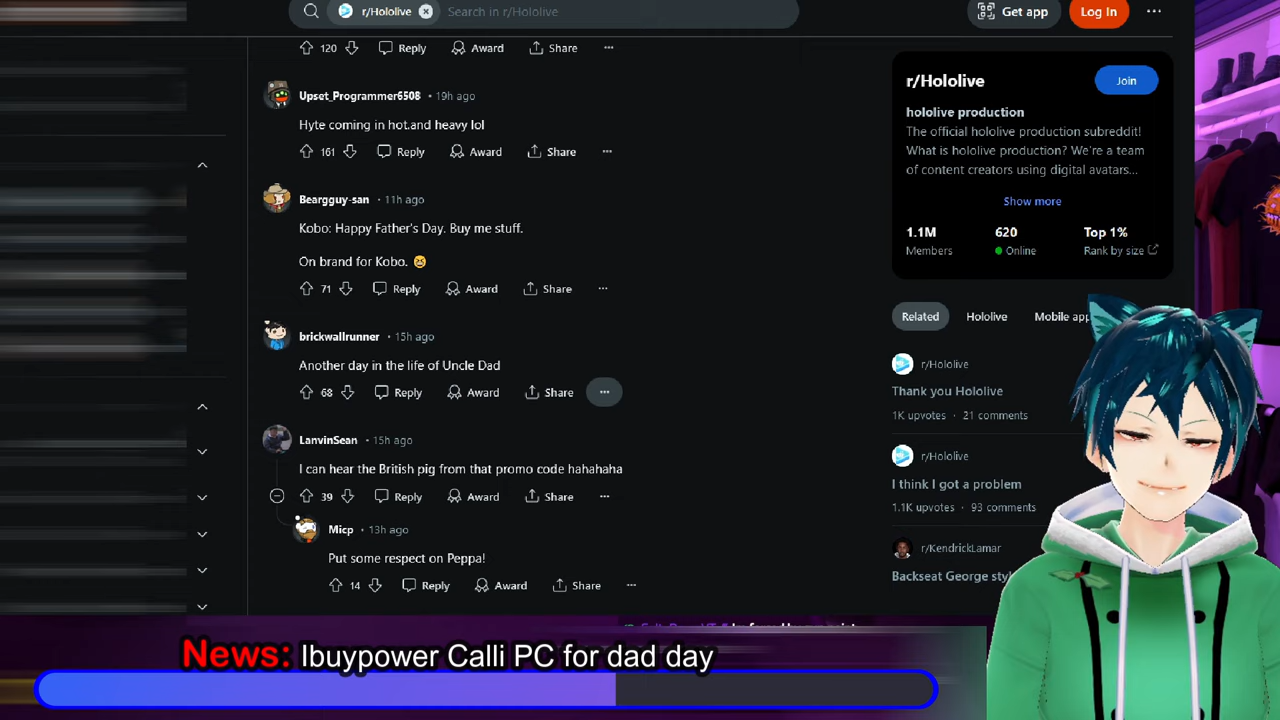 r/Hololive
Search in r/Hololive
Get app
Log In
120 Reply Award Share
Upset_Programmer6508 • 19h ago
Hyte coming in hot.and heavy lol
161 Reply Award Share
Beargguy-san • 11h ago
Kobo: Happy Father's Day. Buy me stuff.
On brand for Kobo. 😆
71 Reply Award Share
brickwallrunner • 15h ago
Another day in the life of Uncle Dad
68 Reply Award Share
LanvinSean • 15h ago
I can hear the British pig from that promo code hahahaha
39 Reply Award Share
Micp • 13h ago
Put some respect on Peppa!
14 Reply Award Share
r/Hololive
Join
hololive production
The official hololive production subreddit!
What is hololive production? We're a team
of content creators using digital avatars...
Show more
1.1M 620 Top 1%
Members Online Rank by size
Related Hololive Mobile app
r/Hololive
Thank you Hololive
1K upvotes • 21 comments
r/Hololive
I think I got a problem
1.1K upvotes • 93 comments
r/KendrickLamar
Backseat George
News: Ibuypower Calli PC for dad day